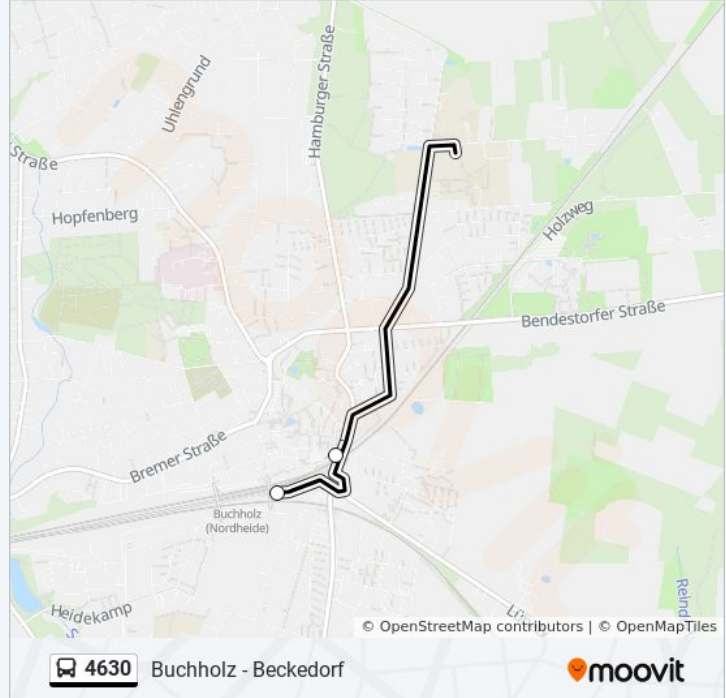 Uhlengrund
Hamburger Straße
Straße
Hopfenberg
Holzweg
Bendestorfer Straße
Bremer Straße
Buchholz
(Nordheide)
Heidekamp
S
Lü
Reind
© OpenStreetMap contributors | © OpenMapTiles
4630 Buchholz - Beckedorf
moovit